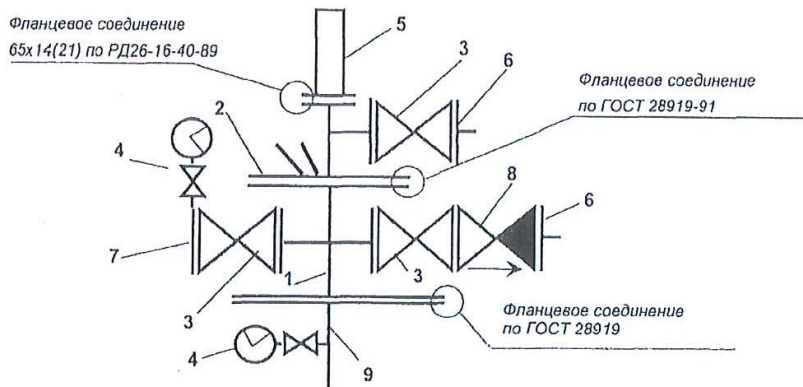 Фланцевое соединение
65х14(21) по РД26-16-40-89
5
3
6
Фланцевое соединение
по ГОСТ 28919-91
2
4
8
6
7
1
3
3
Фланцевое соединение
по ГОСТ 28919
4
9